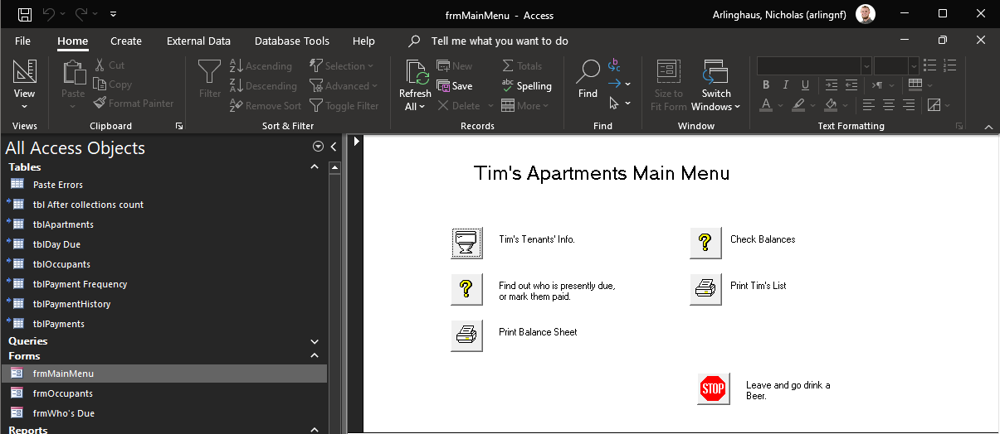 frmMainMenu - Access
Arlinghaus, Nicholas (arlingnf)
File Home Create External Data Database Tools Help Tell me what you want to do
View
Views
Paste
Cut
Copy
Format Painter
Clipboard
Filter
Ascending
Descending
Remove Sort
Selection
Advanced
Toggle Filter
Sort & Filter
Refresh
All
New
Save
Delete
Totals
Spelling
More
Records
Find
Find
Size to
Fit Form
Switch
Windows
Window
B I U
A
Text Formatting
All Access Objects
Tables
Paste Errors
tbl After collections count
tblApartments
tblDay Due
tblOccupants
tblPayment Frequency
tblPaymentHistory
tblPayments
Queries
Forms
frmMainMenu
frmOccupants
frmWho's Due
Reports
Tim's Apartments Main Menu
Tim's Tenants' Info.
? Check Balances
? Find out who is presently due,
or mark them paid.
Print Tim's List
Print Balance Sheet
STOP
Leave and go drink a
Beer.